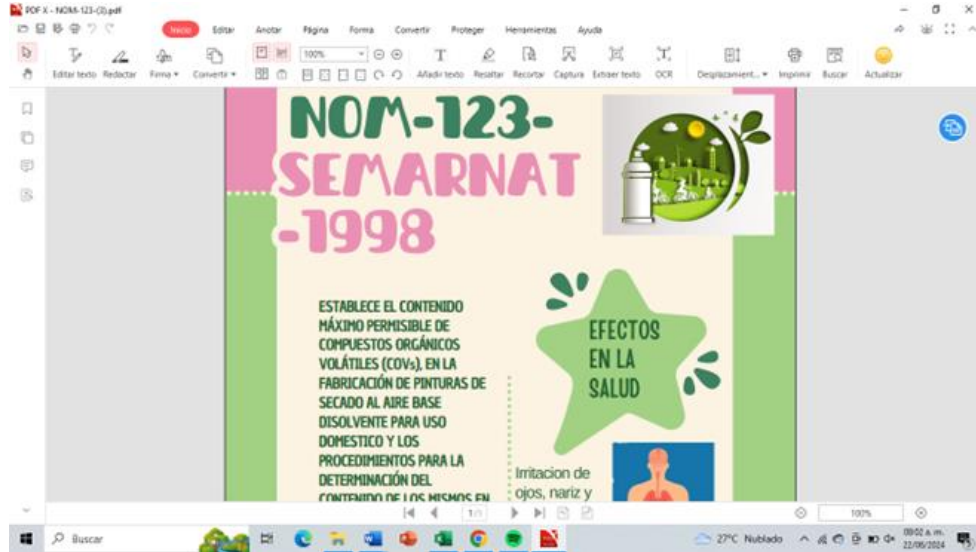 PDF X - NOM-123-(3).pdf
Inicio Editar Anotar Página Forma Convertir Proteger Herramientas Ayuda
Editar texto Redactar Firma Convertir 100% Añadir texto Resaltar Recortar Captura Extraer texto OCR Desplazamient... Imprimir Buscar Actualizar
NOM-123-
SEMARNAT
-1998
ESTABLECE EL CONTENIDO
MÁXIMO PERMISIBLE DE
COMPUESTOS ORGÁNICOS
VOLÁTILES (COVs), EN LA
FABRICACIÓN DE PINTURAS DE
SECADO AL AIRE BASE
DISOLVENTE PARA USO
DOMESTICO Y LOS
PROCEDIMIENTOS PARA LA
DETERMINACIÓN DEL
CONTENIDO DE LOS MISMOS EN
EFECTOS
EN LA
SALUD
Irritacion de
ojos, nariz y
1/1
100%
Buscar
27°C Nublado
09:02 a. m.
22/06/2024